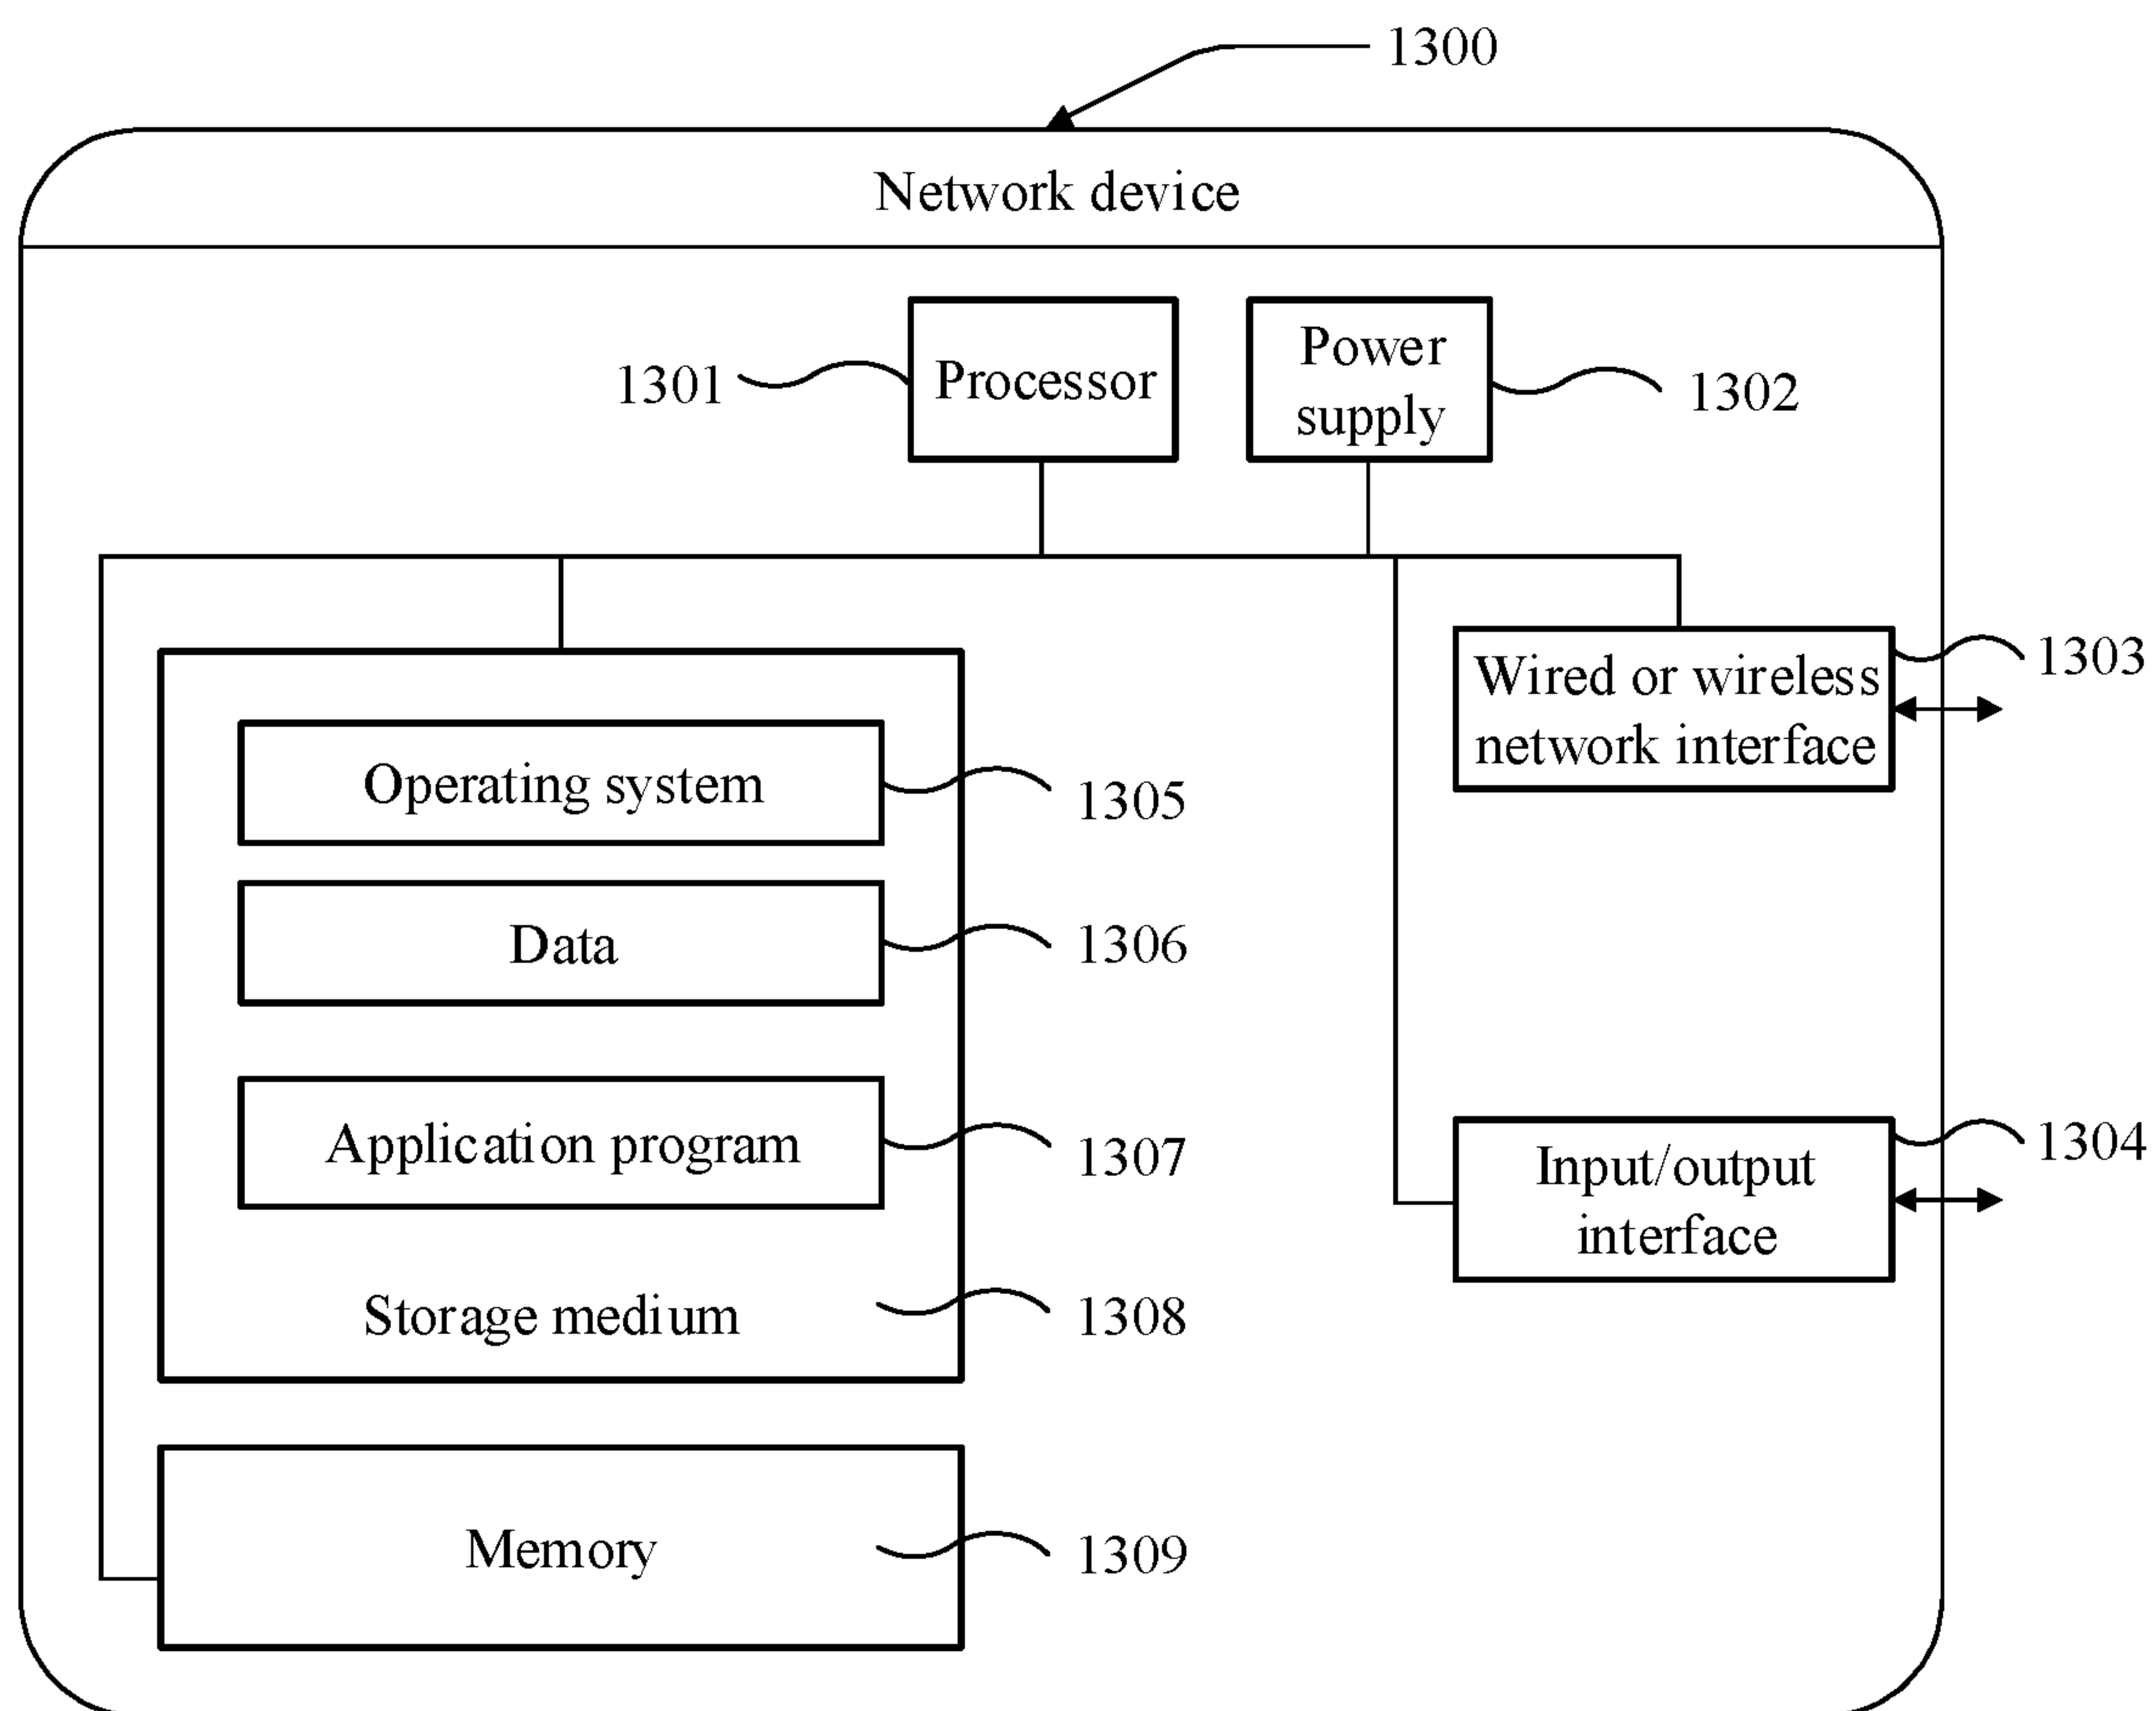 1300
Network device
1301
Processor
Power
supply
1302
Wired or wireless
network interface
1303
Operating system
1305
Data
1306
Application program
1307
Input/output
interface
1304
Storage medium
1308
Memory
1309